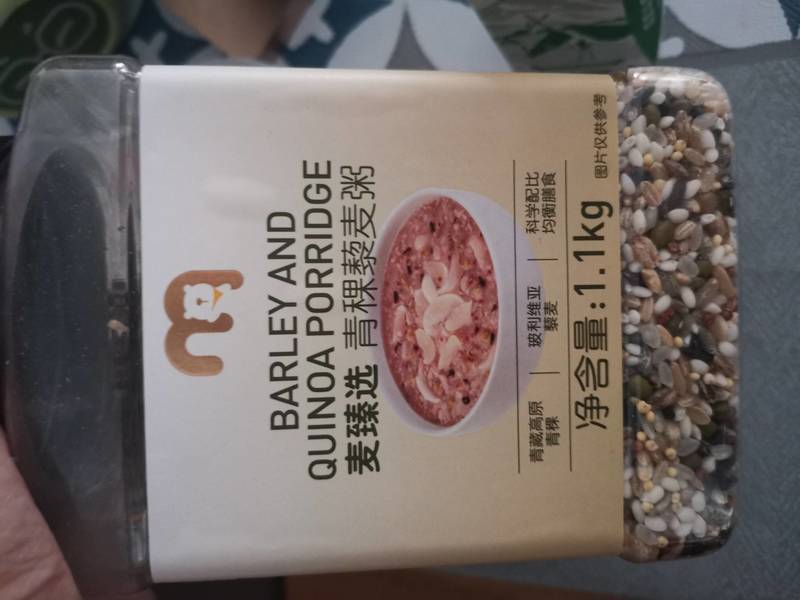 BARLEY AND
QUINOA PORRIDGE
麦臻选 青稞藜麦粥
青藏高原
青稞
玻利维亚
藜麦
科学配比
均衡膳食
净含量:1.1kg
图片仅供参考